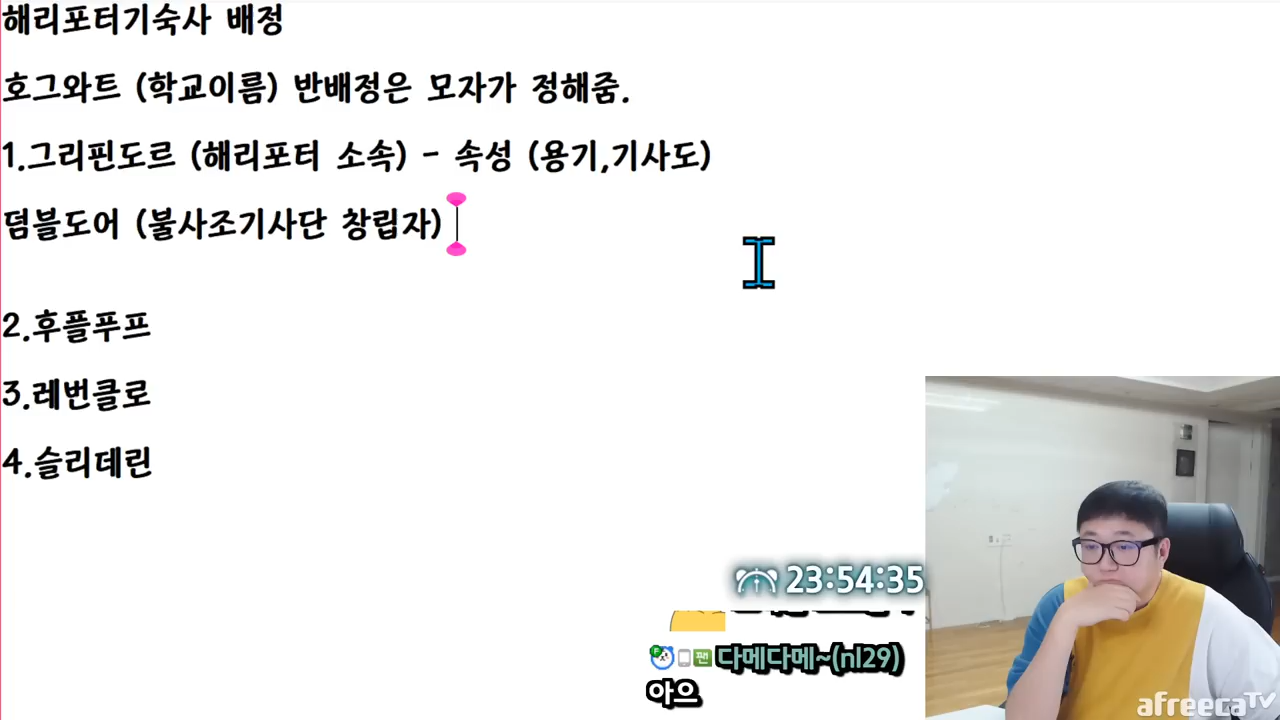 해리포터기숙사 배정
호그와트 (학교이름) 반배정은 모자가 정해줌.
1.그리핀도르 (해리포터 소속) - 속성 (용기,기사도)
덤블도어 (불사조기사단 창립자)
2.후플푸프
3.레번클로
4.슬리데린
23:54:35
F 팬 다메다메~(nl29)
아으
afreecaTV